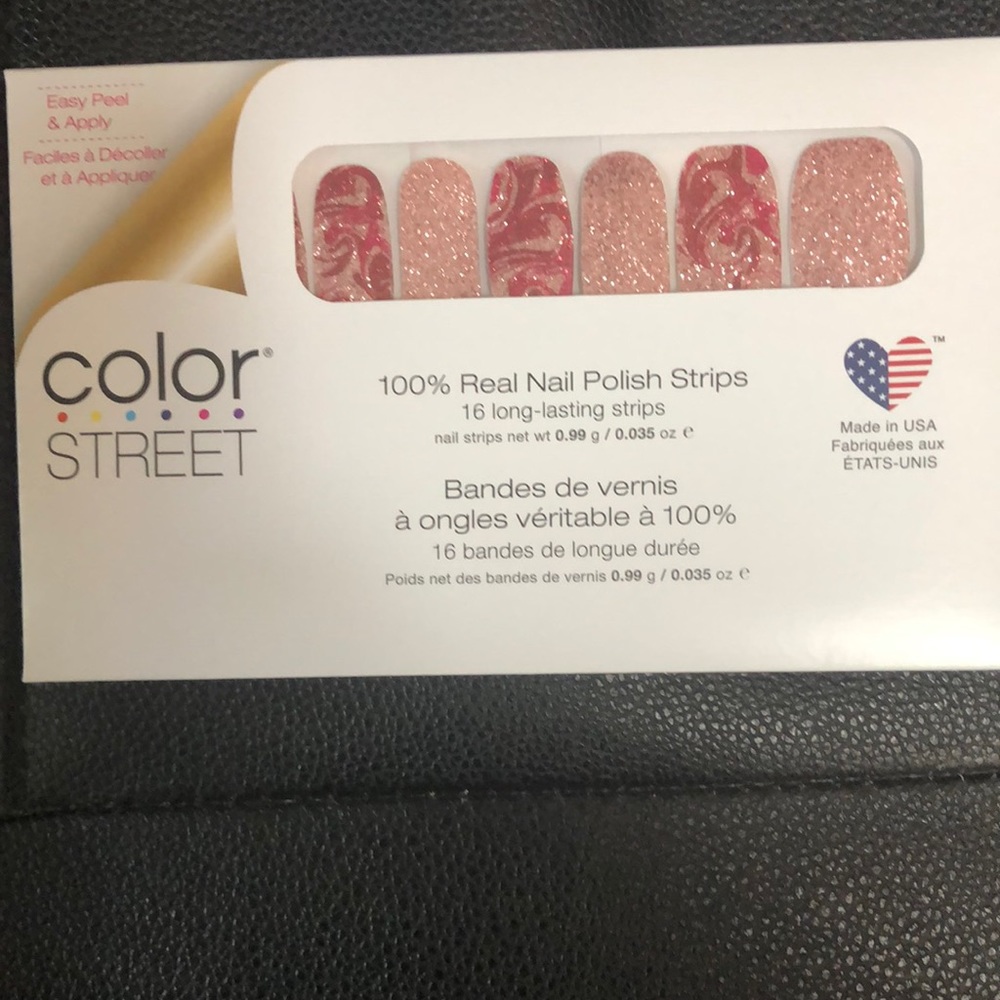 Easy Peel
& Apply
Faciles à Décoller
et à Appliquer
color®
STREET
100% Real Nail Polish Strips
16 long-lasting strips
nail strips net wt 0.99 g / 0.035 oz ℮
Bandes de vernis
à ongles véritable à 100%
16 bandes de longue durée
Poids net des bandes de vernis 0.99 g / 0.035 oz ℮
TM
Made in USA
Fabriquées aux
ÉTATS-UNIS